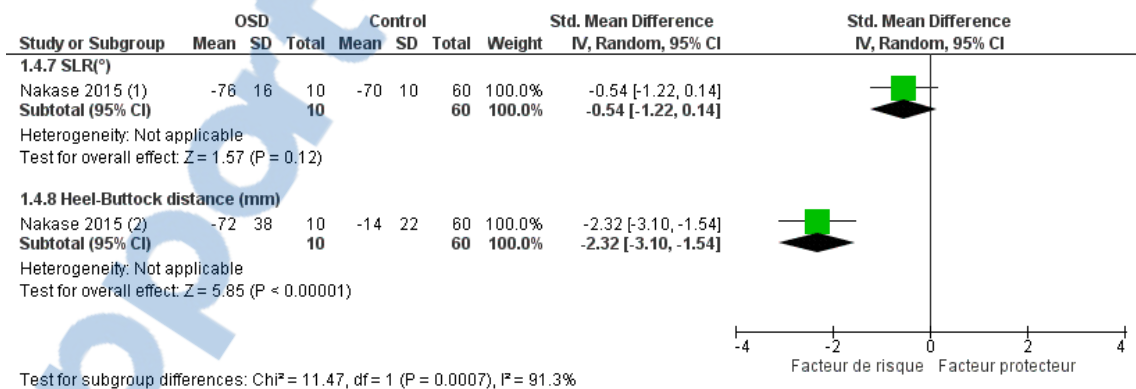 OSD Control Std. Mean Difference Std. Mean Difference
Study or Subgroup Mean SD Total Mean SD Total Weight IV, Random, 95% CI IV, Random, 95% CI
1.4.7 SLR(°)
Nakase 2015 (1) -76 16 10 -70 10 60 100.0% -0.54 [-1.22, 0.14]
Subtotal (95% CI) 10 60 100.0% -0.54 [-1.22, 0.14]
Heterogeneity: Not applicable
Test for overall effect: Z = 1.57 (P = 0.12)
1.4.8 Heel-Buttock distance (mm)
Nakase 2015 (2) -72 38 10 -14 22 60 100.0% -2.32 [-3.10, -1.54]
Subtotal (95% CI) 10 60 100.0% -2.32 [-3.10, -1.54]
Heterogeneity: Not applicable
Test for overall effect: Z = 5.85 (P < 0.00001)
-4 -2 0 2 4
Facteur de risque Facteur protecteur
Test for subgroup differences: Chi² = 11.47, df = 1 (P = 0.0007), I² = 91.3%